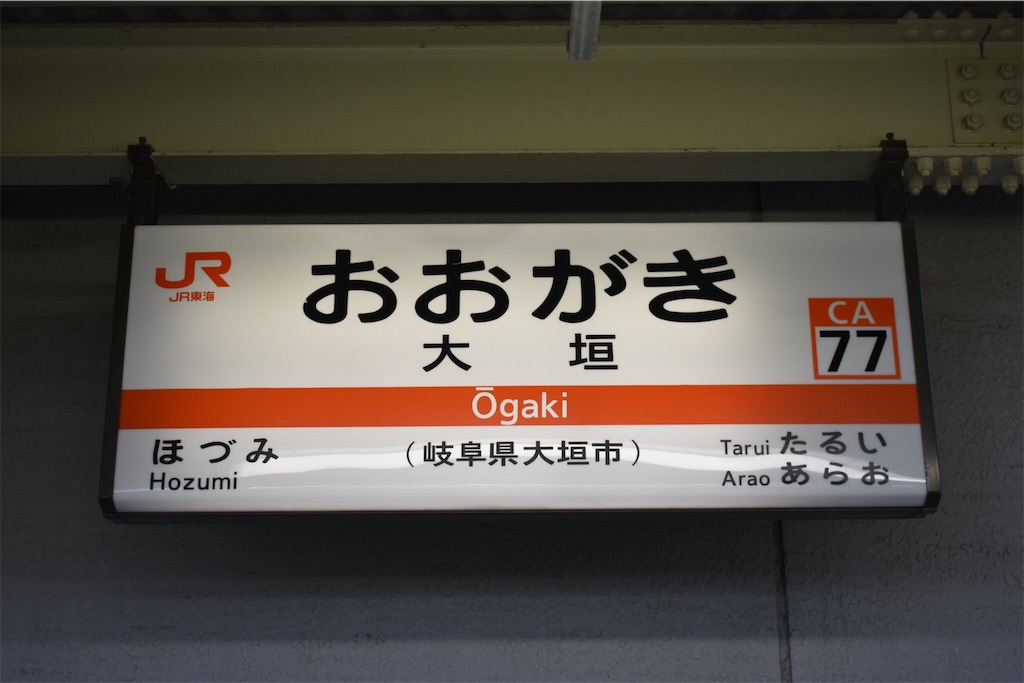 JR
JR東海
おおがき
大垣
CA
77
Ōgaki
ほづみ
Hozumi
(岐阜県大垣市)
Tarui たるい
Arao あらお